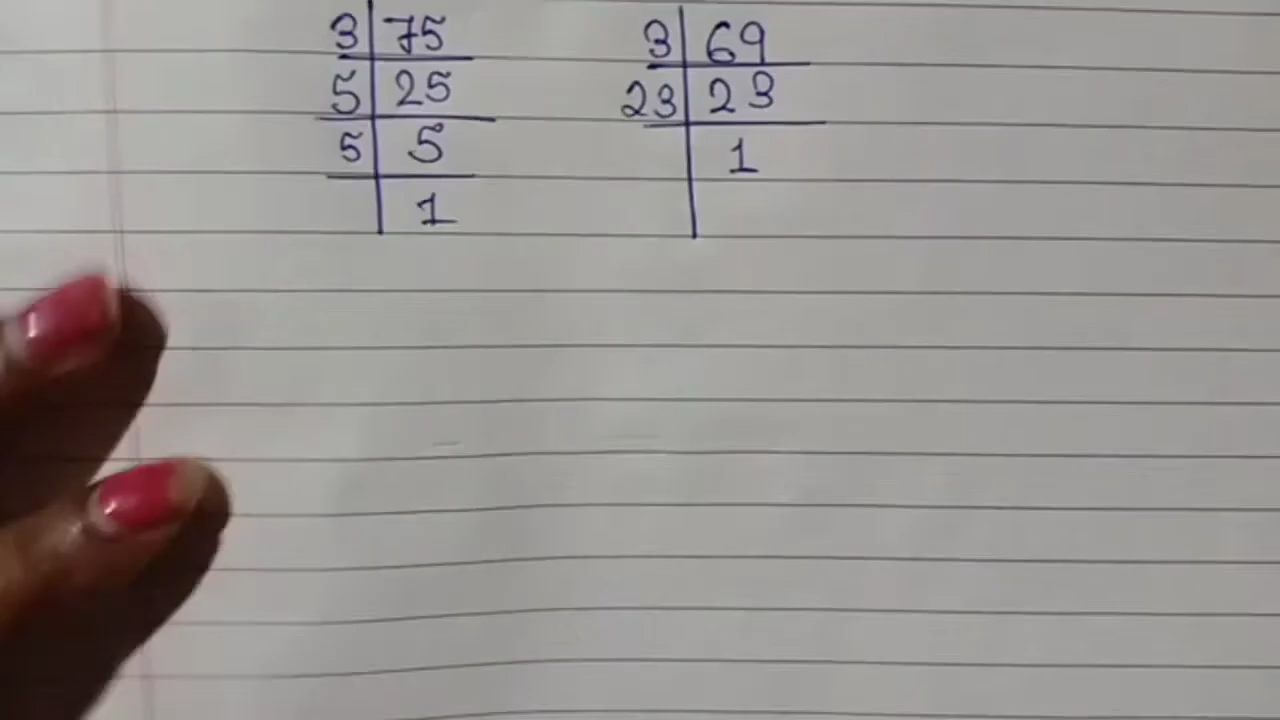 3 | 75
5 | 25
5 | 5
1
3 | 69
23 | 23
1